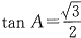 tan A = √3/2